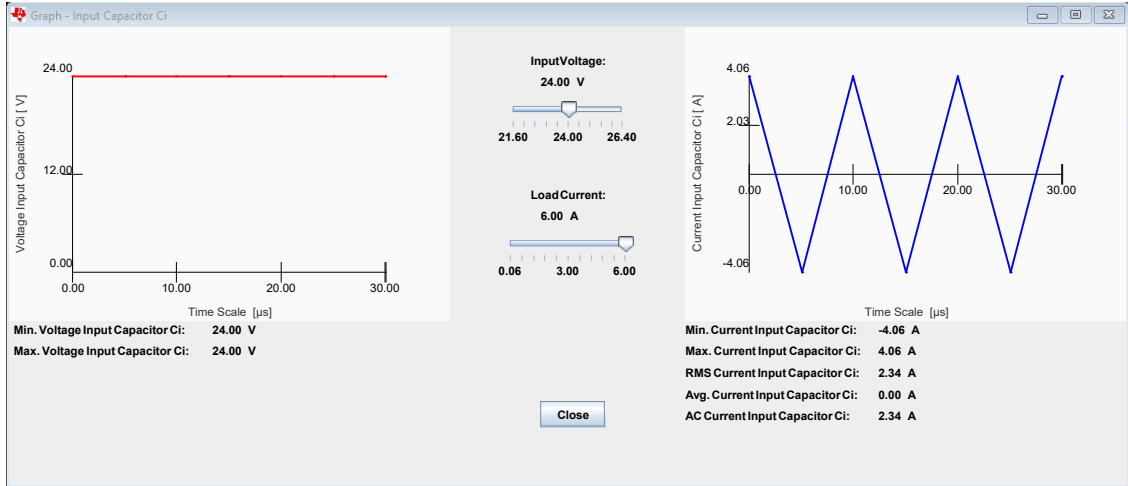 Graph - Input Capacitor Ci
24.00
12.00
0.00
Voltage Input Capacitor Ci [ V]
0.00 10.00 20.00 30.00
Time Scale [µs]
Min. Voltage Input Capacitor Ci: 24.00 V
Max. Voltage Input Capacitor Ci: 24.00 V
Input Voltage:
24.00 V
21.60 24.00 26.40
Load Current:
6.00 A
0.06 3.00 6.00
Close
4.06
2.03
-4.06
Current Input Capacitor Ci [ A]
0.00 10.00 20.00 30.00
Time Scale [µs]
Min. Current Input Capacitor Ci: -4.06 A
Max. Current Input Capacitor Ci: 4.06 A
RMS Current Input Capacitor Ci: 2.34 A
Avg. Current Input Capacitor Ci: 0.00 A
AC Current Input Capacitor Ci: 2.34 A